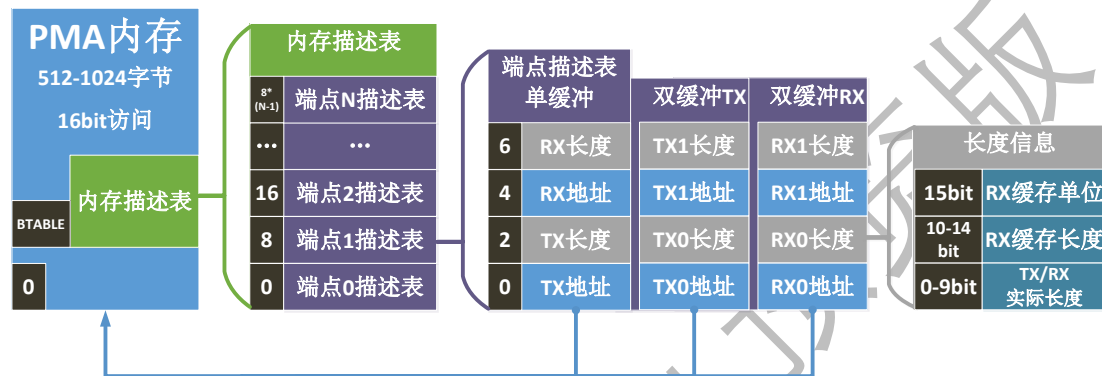 PMA内存
512-1024字节
16bit访问
内存描述表
BTABLE
0
内存描述表
8*
(N-1)
端点N描述表
...
...
16
端点2描述表
8
端点1描述表
0
端点0描述表
端点描述表
单缓冲
双缓冲TX
双缓冲RX
6
RX长度
TX1长度
RX1长度
4
RX地址
TX1地址
RX1地址
2
TX长度
TX0长度
RX0长度
0
TX地址
TX0地址
RX0地址
长度信息
15bit
RX缓存单位
10-14
bit
RX缓存长度
0-9bit
TX/RX
实际长度
版